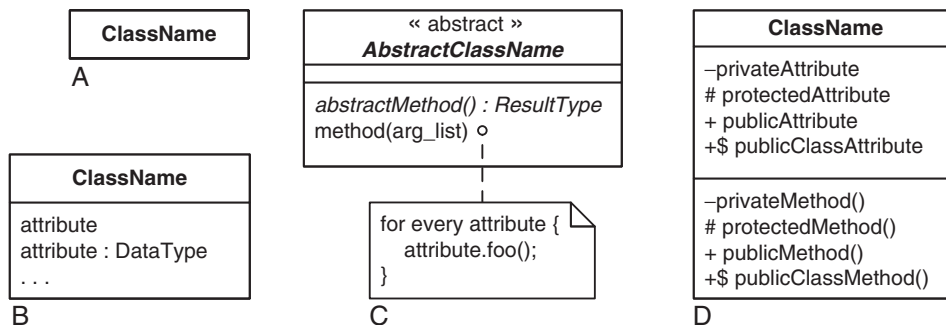 ClassName
A
ClassName
attribute
attribute : DataType
. . .
B
« abstract »
AbstractClassName
abstractMethod() : ResultType
method(arg_list)
for every attribute {
attribute.foo();
}
C
ClassName
–privateAttribute
# protectedAttribute
+ publicAttribute
+$ publicClassAttribute
–privateMethod()
# protectedMethod()
+ publicMethod()
+$ publicClassMethod()
D